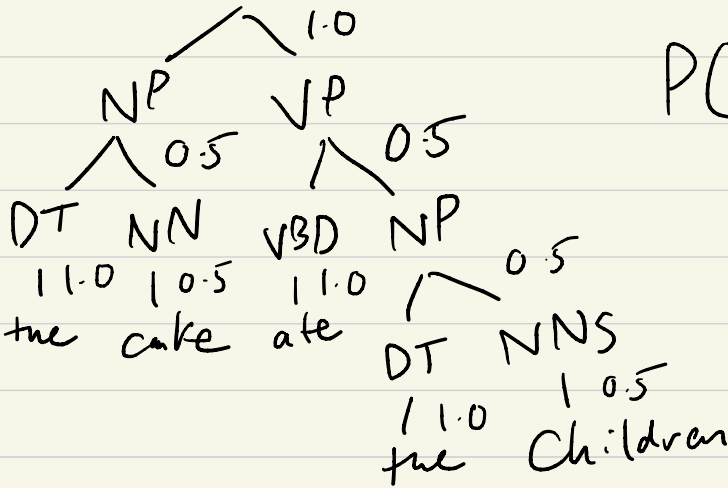 1.0
NP VP PC
0.5 0.5
DT NN VBD NP
1.0 0.5 1.0 0.5
the cake ate
DT NNS
1.0 0.5
the Children